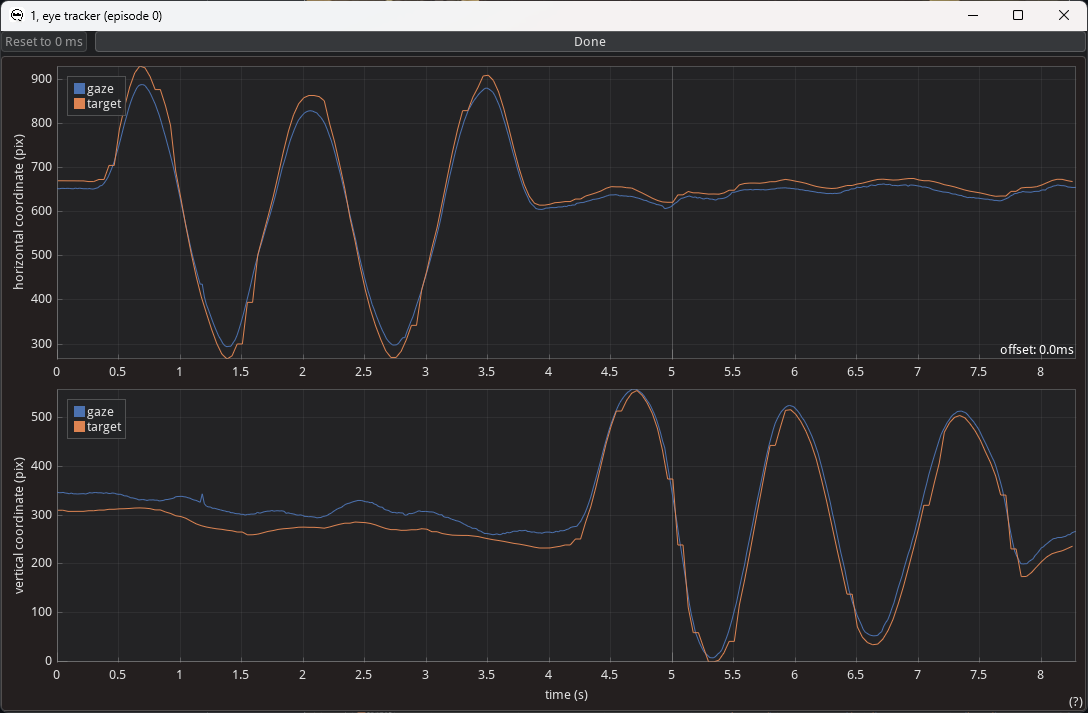 1, eye tracker (episode 0)
Reset to 0 ms
Done
900
800
700
600
500
400
300
horizontal coordinate (pix)
gaze
target
offset: 0.0ms
0 0.5 1 1.5 2 2.5 3 3.5 4 4.5 5 5.5 6 6.5 7 7.5 8
500
400
300
200
100
0
vertical coordinate (pix)
gaze
target
0 0.5 1 1.5 2 2.5 3 3.5 4 4.5 5 5.5 6 6.5 7 7.5 8
time (s)
(?)